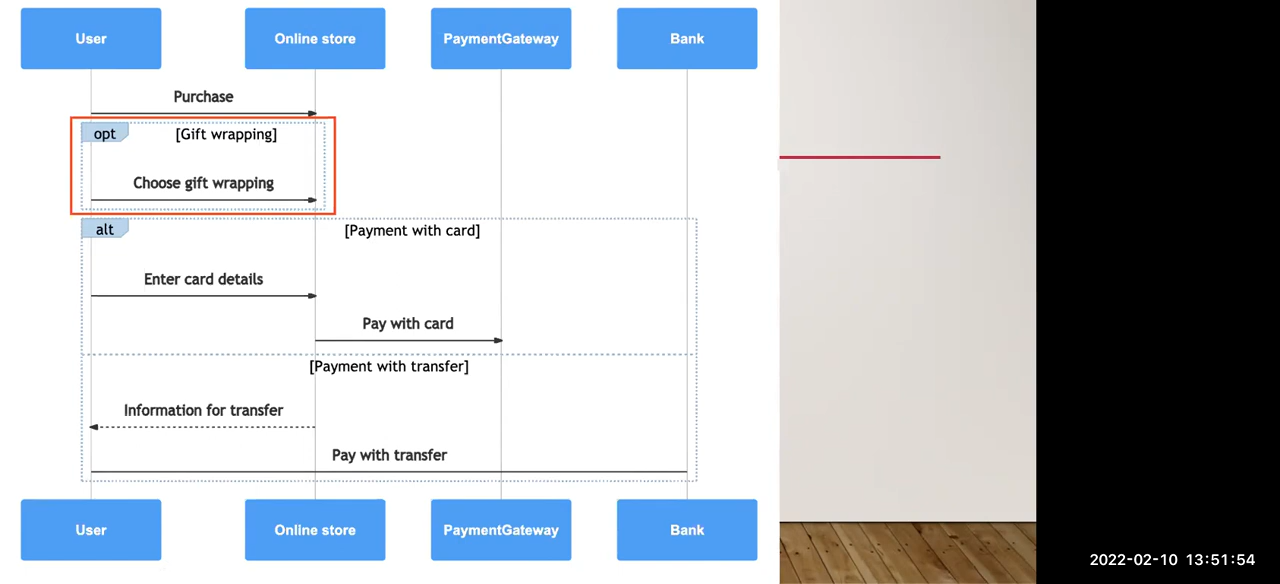 User
Online store
PaymentGateway
Bank
Purchase
opt
[Gift wrapping]
Choose gift wrapping
alt
[Payment with card]
Enter card details
Pay with card
[Payment with transfer]
Information for transfer
Pay with transfer
User
Online store
PaymentGateway
Bank
2022-02-10 13:51:54